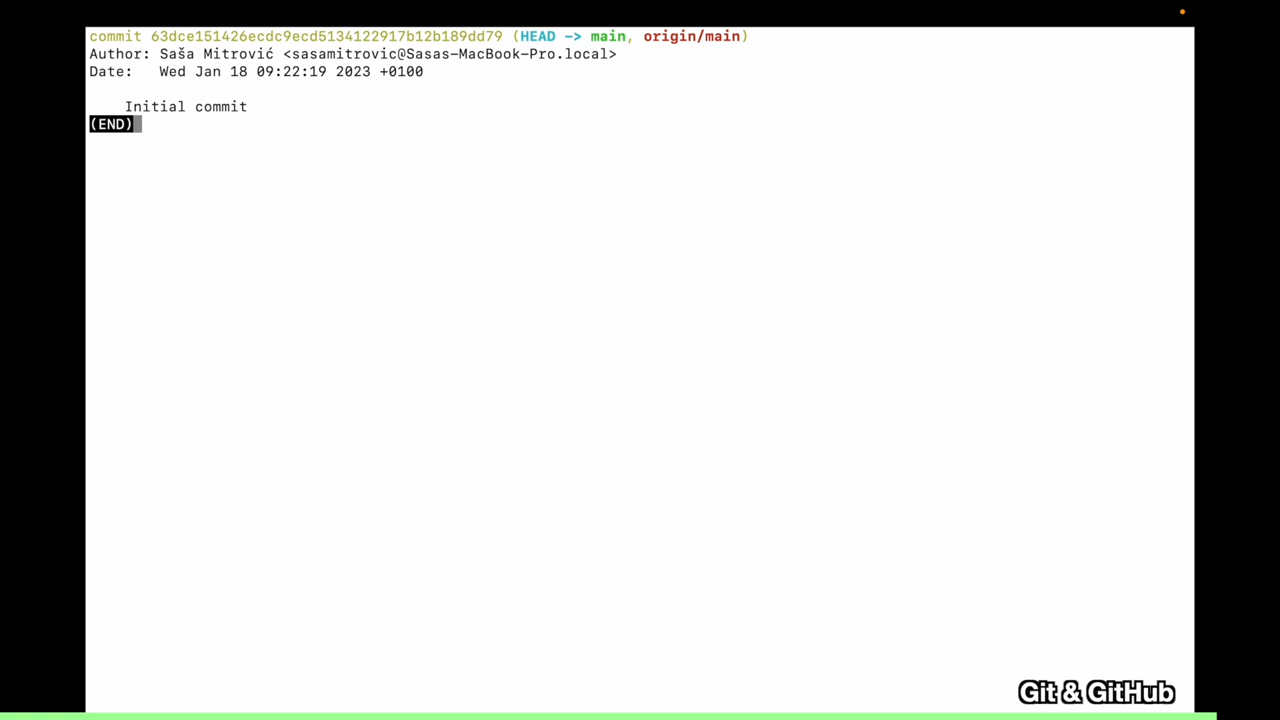 commit 63dce151426ecdc9ecd5134122917b12b189dd79 (HEAD -> main, origin/main)
Author: Saša Mitrović <sasamitrovic@Sasas-MacBook-Pro.local>
Date:   Wed Jan 18 09:22:19 2023 +0100
    Initial commit
(END)
Git & GitHub